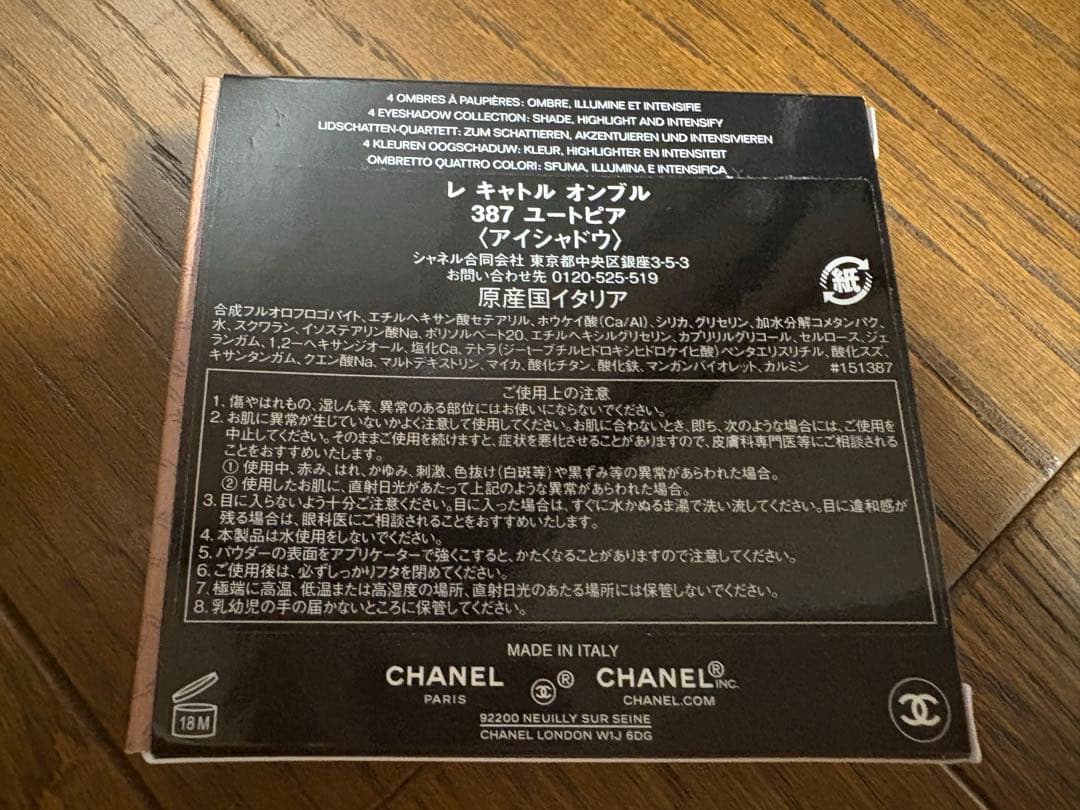 4 OMBRES À PAUPIÈRES: OMBRE, ILLUMINE ET INTENSIFIE
4 EYESHADOW COLLECTION: SHADE, HIGHLIGHT AND INTENSIFY
LIDSCHATTEN-QUARTETT: ZUM SCHATTIEREN, AKZENTUIEREN UND INTENSIVIEREN
4 KLEUREN OOGSCHADUW: KLEUR, HIGHLIGHTER EN INTENSITEIT
OMBRETTO QUATTRO COLORI: SFUMA, ILLUMINA E INTENSIFICA
レ キャトル オンブル
387 ユートピア
〈アイシャドウ〉
シャネル合同会社 東京都中央区銀座3-5-3
お問い合わせ先 0120-525-519
紙
原産国イタリア
合成フルオロフロゴパイト、エチルヘキサン酸セテアリル、ホウケイ酸(Ca/Al)、シリカ、グリセリン、加水分解コメタンパク、
水、スクワラン、イソステアリン酸Na、ポリソルベート20、エチルヘキシルグリセリン、カプリリルグリコール、セルロース、ジェ
ランガム、1,2-ヘキサンジオール、塩化Ca、テトラ(ジ-t-ブチルヒドロキシヒドロケイヒ酸)ペンタエリスリチル、酸化スズ、
キサンタンガム、クエン酸Na、マルトデキストリン、マイカ、酸化チタン、酸化鉄、マンガンバイオレット、カルミン #151387
ご使用上の注意
1. 傷やはれもの、湿しん等、異常のある部位にはお使いにならないでください。
2. お肌に異常が生じていないかよく注意して使用してください。お肌に合わないとき、即ち、次のような場合には、ご使用を
中止してください。そのままご使用を続けますと、症状を悪化させることがありますので、皮膚科専門医等にご相談される
ことをおすすめいたします。
① 使用中、赤み、はれ、かゆみ、刺激、色抜け(白斑等)や黒ずみ等の異常があらわれた場合。
② 使用したお肌に、直射日光があたって上記のような異常があらわれた場合。
3. 目に入らないよう十分ご注意ください。目に入った場合は、すぐに水かぬるま湯で洗い流してください。目に違和感が
残る場合は、眼科医にご相談されることをおすすめいたします。
4. 本製品は水使用をしないでください。
5. パウダーの表面をアプリケーターで強くこすると、かたくなることがありますので注意してください。
6. ご使用後は、必ずしっかりフタを閉めてください。
7. 極端に高温、低温または高湿度の場所、直射日光のあたる場所には保管しないでください。
8. 乳幼児の手の届かないところに保管してください。
MADE IN ITALY
CHANEL ® CHANEL® INC.
PARIS CHANEL.COM
18 M
92200 NEUILLY SUR SEINE
CHANEL LONDON W1J 6DG